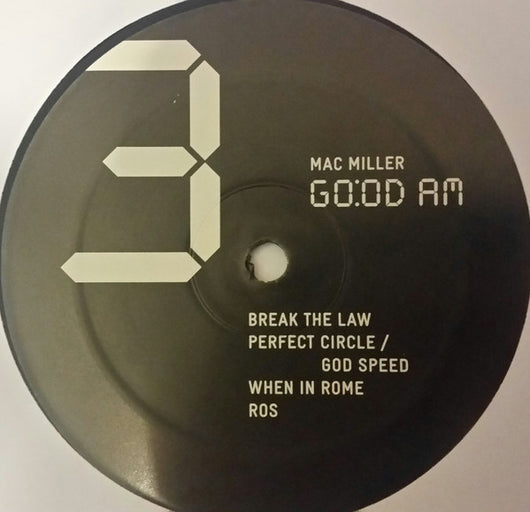 3
MAC MILLER
GO:OD AM
BREAK THE LAW
PERFECT CIRCLE /
GOD SPEED
WHEN IN ROME
ROS